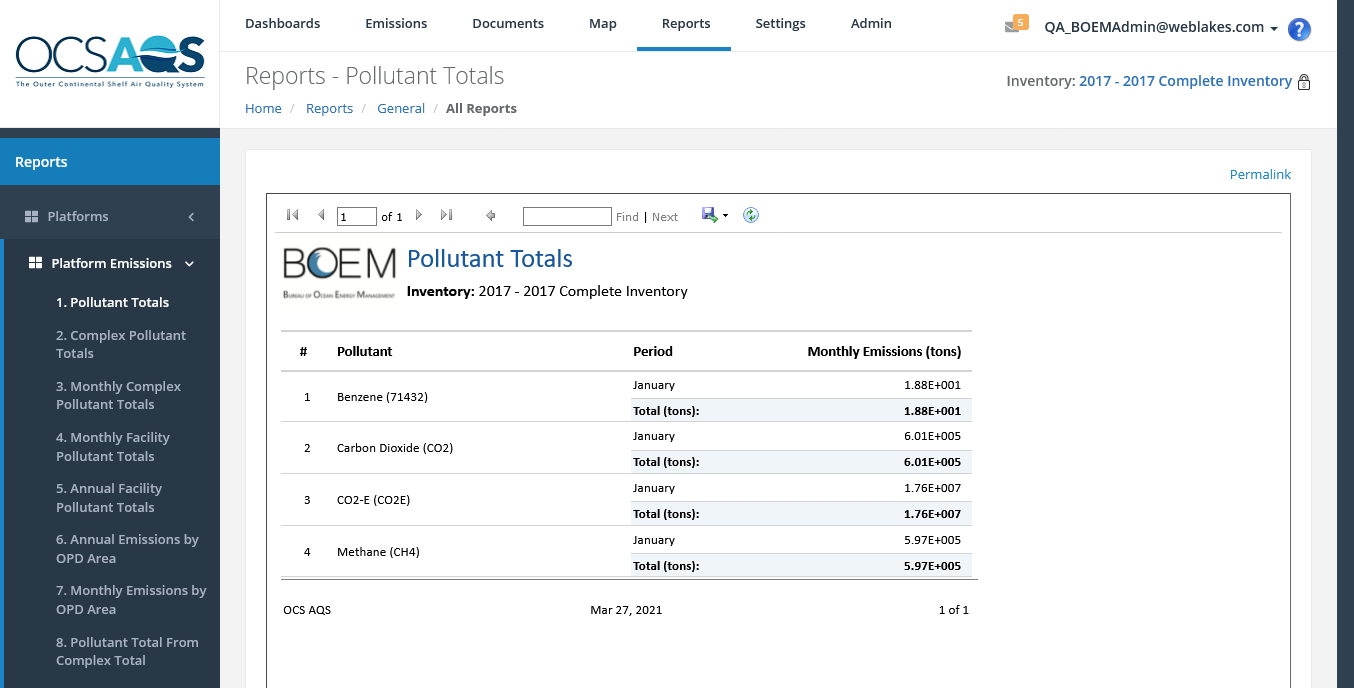 OCSAQS
The Outer Continental Shelf Air Quality System
Dashboards Emissions Documents Map Reports Settings Admin
5 QA_BOEMAdmin@weblakes.com ?
Reports - Pollutant Totals
Inventory: 2017 - 2017 Complete Inventory
Home / Reports / General / All Reports
Reports
Platforms
Platform Emissions
1. Pollutant Totals
2. Complex Pollutant
Totals
3. Monthly Complex
Pollutant Totals
4. Monthly Facility
Pollutant Totals
5. Annual Facility
Pollutant Totals
6. Annual Emissions by
OPD Area
7. Monthly Emissions by
OPD Area
8. Pollutant Total From
Complex Total
Permalink
1 of 1 Find | Next
BOEM
Bureau of Ocean Energy Management
Pollutant Totals
Inventory: 2017 - 2017 Complete Inventory
# Pollutant Period Monthly Emissions (tons)
1 Benzene (71432) January 1.88E+001
Total (tons): 1.88E+001
2 Carbon Dioxide (CO2) January 6.01E+005
Total (tons): 6.01E+005
3 CO2-E (CO2E) January 1.76E+007
Total (tons): 1.76E+007
4 Methane (CH4) January 5.97E+005
Total (tons): 5.97E+005
OCS AQS Mar 27, 2021 1 of 1